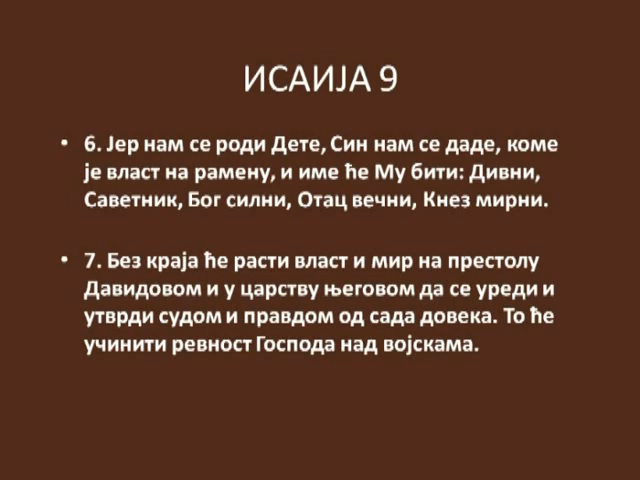 ИСАИЈА 9
• 6. Јер нам се роди Дете, Син нам се даде, коме
је власт на рамену, и име ће Му бити: Дивни,
Саветник, Бог силни, Отац вечни, Кнез мирни.
• 7. Без краја ће расти власт и мир на престолу
Давидовом и у царству његовом да се уреди и
утврди судом и правдом од сада довека. То ће
учинити ревност Господа над војскама.